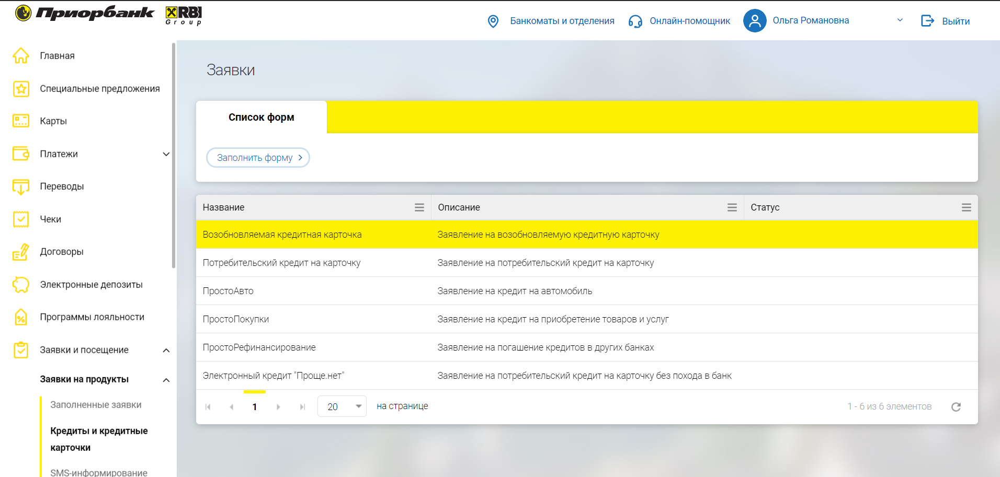 Приорбанк
RBI
Group
Банкоматы и отделения
Онлайн-помощник
Ольга Романовна
Выйти
Главная
Специальные предложения
Карты
Платежи
Переводы
Чеки
Договоры
Электронные депозиты
Программы лояльности
Заявки и посещение
Заявки на продукты
Заполненные заявки
Кредиты и кредитные
карточки
SMS-информирование
Заявки
Список форм
Заполнить форму
Название Описание Статус
Возобновляемая кредитная карточка Заявление на возобновляемую кредитную карточку
Потребительский кредит на карточку Заявление на потребительский кредит на карточку
ПростоАвто Заявление на кредит на автомобиль
ПростоПокупки Заявление на кредит на приобретение товаров и услуг
ПростоРефинансирование Заявление на погашение кредитов в других банках
Электронный кредит "Проще.нет" Заявление на потребительский кредит на карточку без похода в банк
1 20 на странице 1 - 6 из 6 элементов